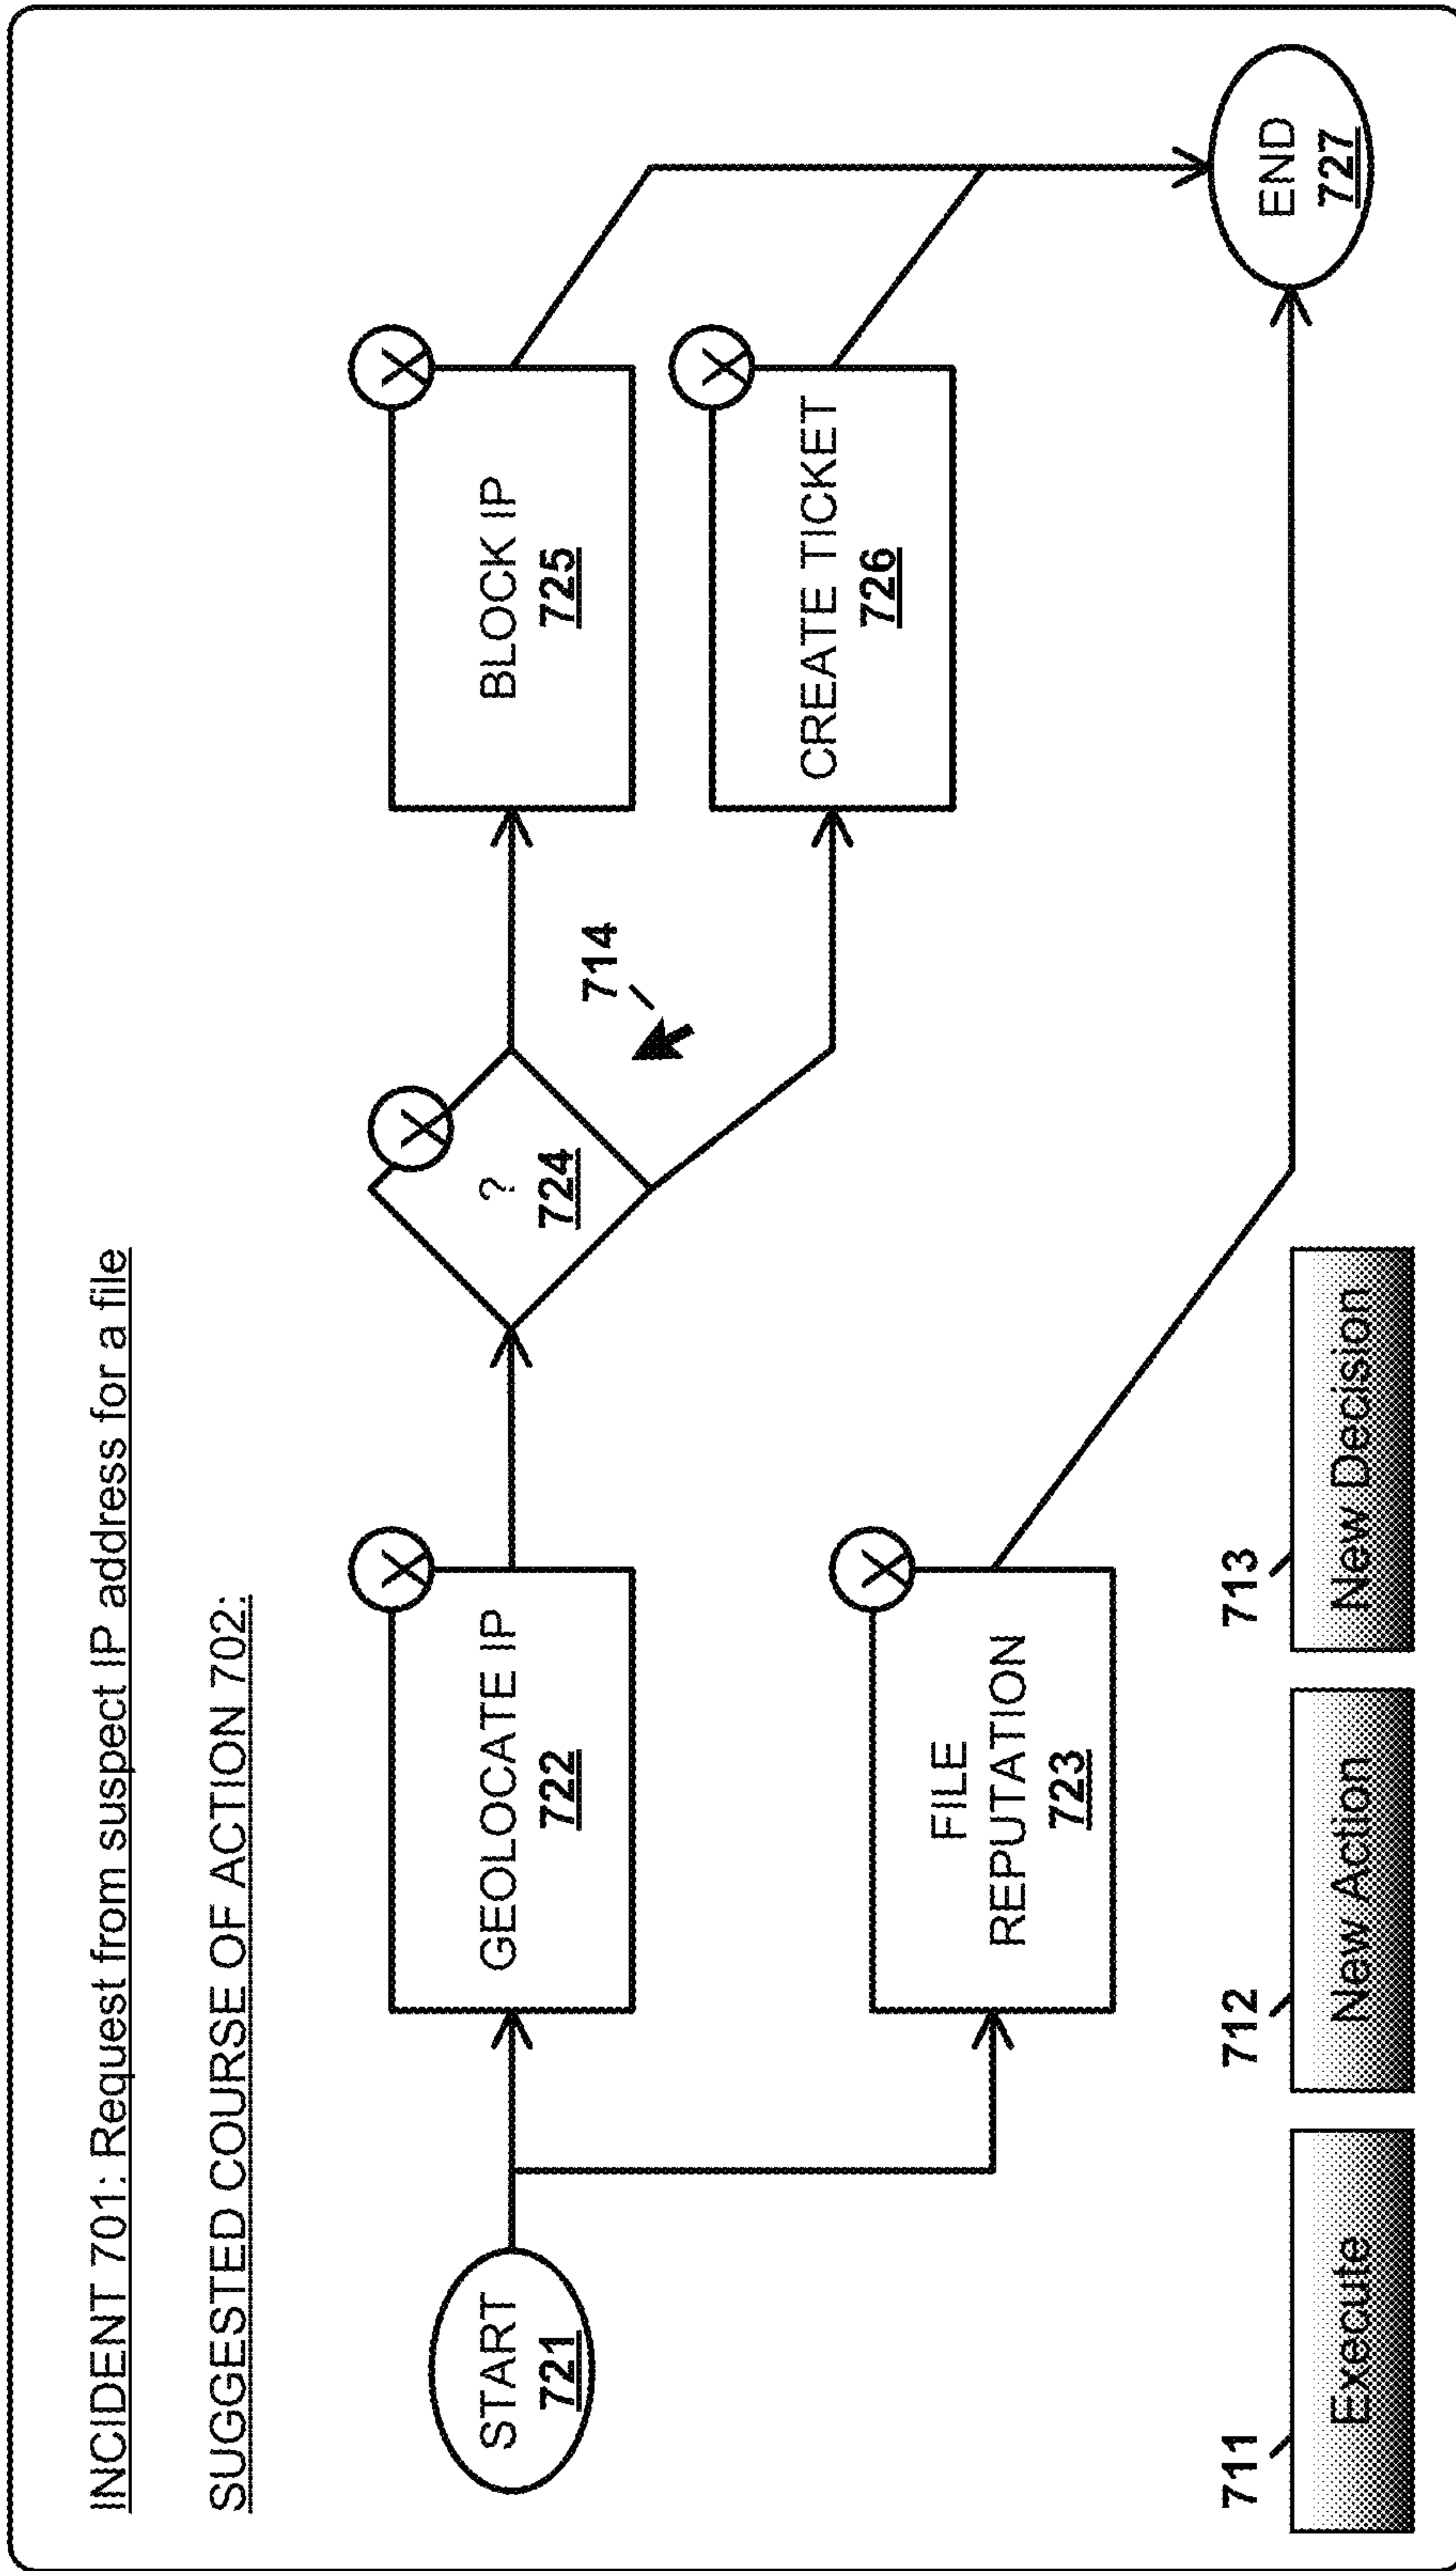 INCIDENT 701: Request from suspect IP address for a file
SUGGESTED COURSE OF ACTION 702:
START
721
GEOLOCATE IP
722
X
?
724
X
BLOCK IP
725
X
714
FILE
REPUTATION
723
X
CREATE TICKET
726
X
END
727
711
Execute
712
New Action
713
New Decision